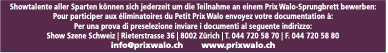 Showtalente aller Sparten können sich jederzeit um die Teilnahme an einem Prix Walo-Sprungbrett bewerben:
Pour participer aux éliminatoires du Petit Prix Walo envoyez votre documentation à:
Per una prova di preselezione inviare i documenti al seguente indirizzo:
Show Szene Schweiz | Rieterstrasse 36 | 8002 Zürich | T. 044 720 58 70 | F. 044 720 58 80
info@prixwalo.ch www.prixwalo.ch